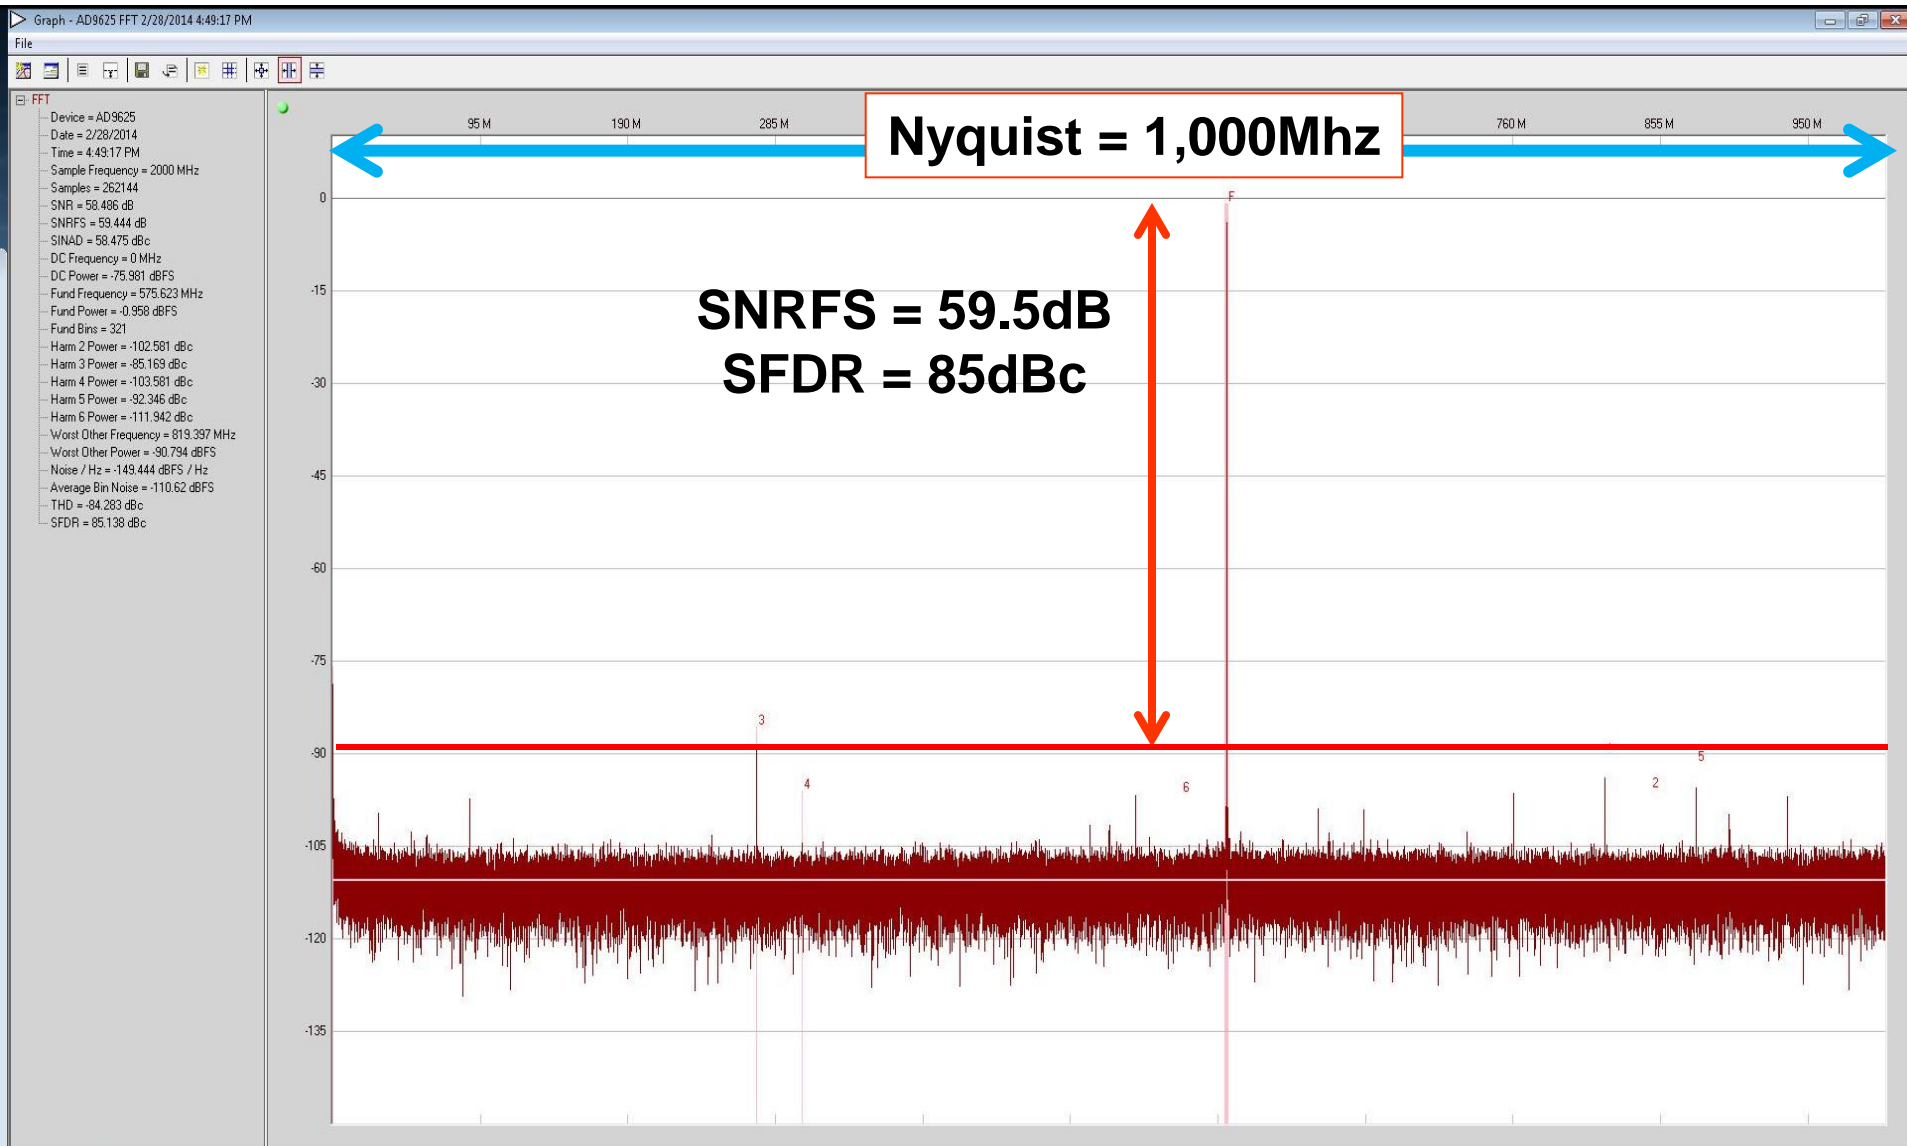 Graph - AD9625 FFT 2/28/2014 4:49:17 PM
File
FFT
Device = AD9625
Date = 2/28/2014
Time = 4:49:17 PM
Sample Frequency = 2000 MHz
Samples = 262144
SNR = 58.486 dB
SNRFS = 59.444 dB
SINAD = 58.475 dBc
DC Frequency = 0 MHz
DC Power = -75.981 dBFS
Fund Frequency = 575.623 MHz
Fund Power = -0.958 dBFS
Fund Bins = 321
Harm 2 Power = -102.581 dBc
Harm 3 Power = -85.169 dBc
Harm 4 Power = -103.581 dBc
Harm 5 Power = -92.346 dBc
Harm 6 Power = -111.942 dBc
Worst Other Frequency = 819.397 MHz
Worst Other Power = -90.794 dBFS
Noise / Hz = -149.444 dBFS / Hz
Average Bin Noise = -110.62 dBFS
THD = -84.283 dBc
SFDR = 85.138 dBc
95 M 190 M 285 M 760 M 855 M 950 M
Nyquist = 1,000Mhz
F
0
SNRFS = 59.5dB
SFDR = 85dBc
-15
-30
-45
-60
-75
3
-90
5
4 6 2
-105
-120
-135